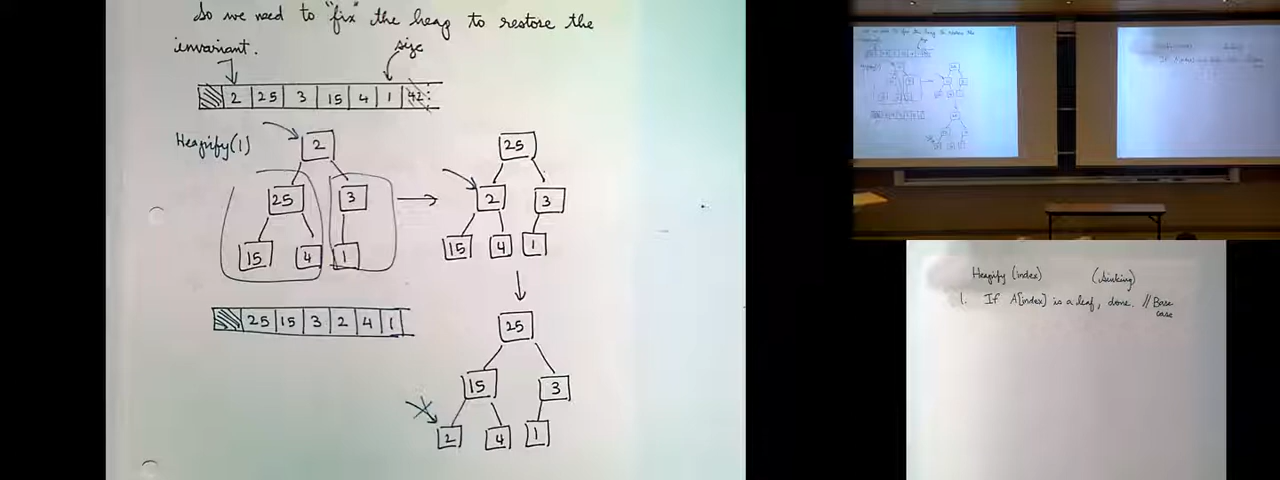 So we need to "fix" the heap to restore the
invariant.
size
2 25 3 15 4 1 42
Heapify(1)
2
25 3
15 4 1
25
2 3
15 4 1
25 15 3 2 4 1
25
15 3
2 4 1
Heapify (index) (Sinking)
1. If A[index] is a leaf, done. // Base
case